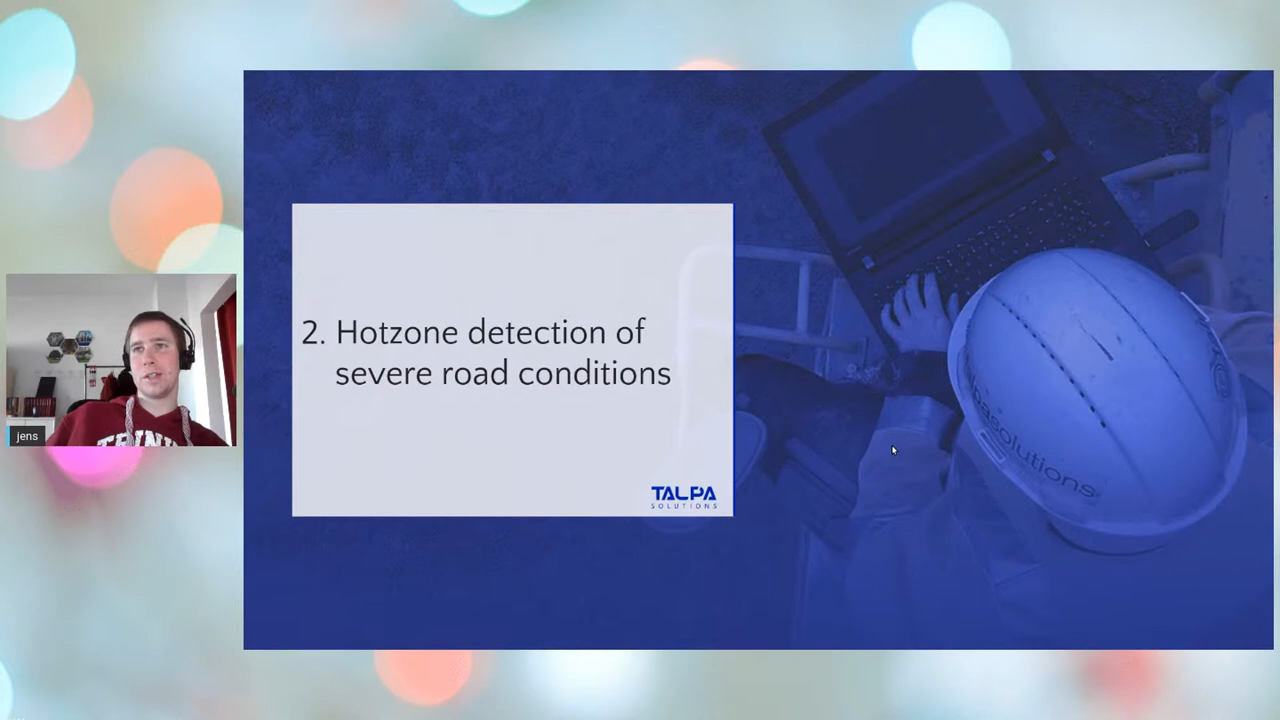 2. Hotzone detection of
severe road conditions
TALPA
SOLUTIONS
jens